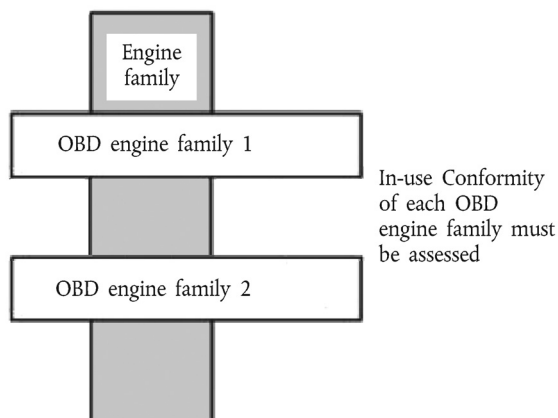 Engine
family
OBD engine family 1
In-use Conformity
of each OBD
engine family must
be assessed
OBD engine family 2